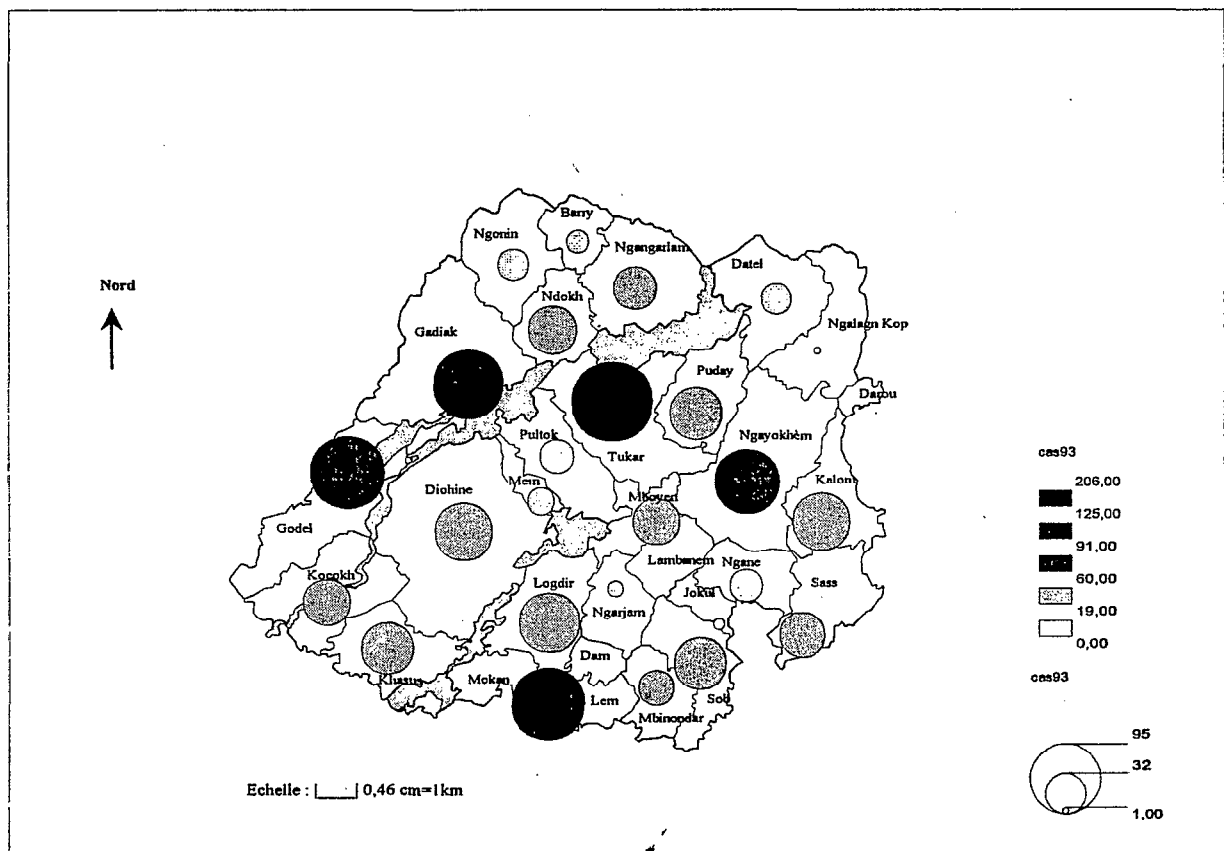 Barry
Ngonin
Ngangarlam
Datel
Nord
Ndokh
Ngalagn Kop
Gadiak
Puday
Darou
Pultok
Ngayokhèm
Tukar
cas93
206,00
Mem
Diohine
Mboyen
Kalom
125,00
Godel
91,00
Lambanem
Ngane
60,00
Kocokh
Logdir
Sass
Jokul
19,00
Ngarjam
0,00
Dam
cas93
Khasus
Mokan
Lem
Sob
Mbinondar
95
32
Echelle : 0,46 cm=1km
1,00